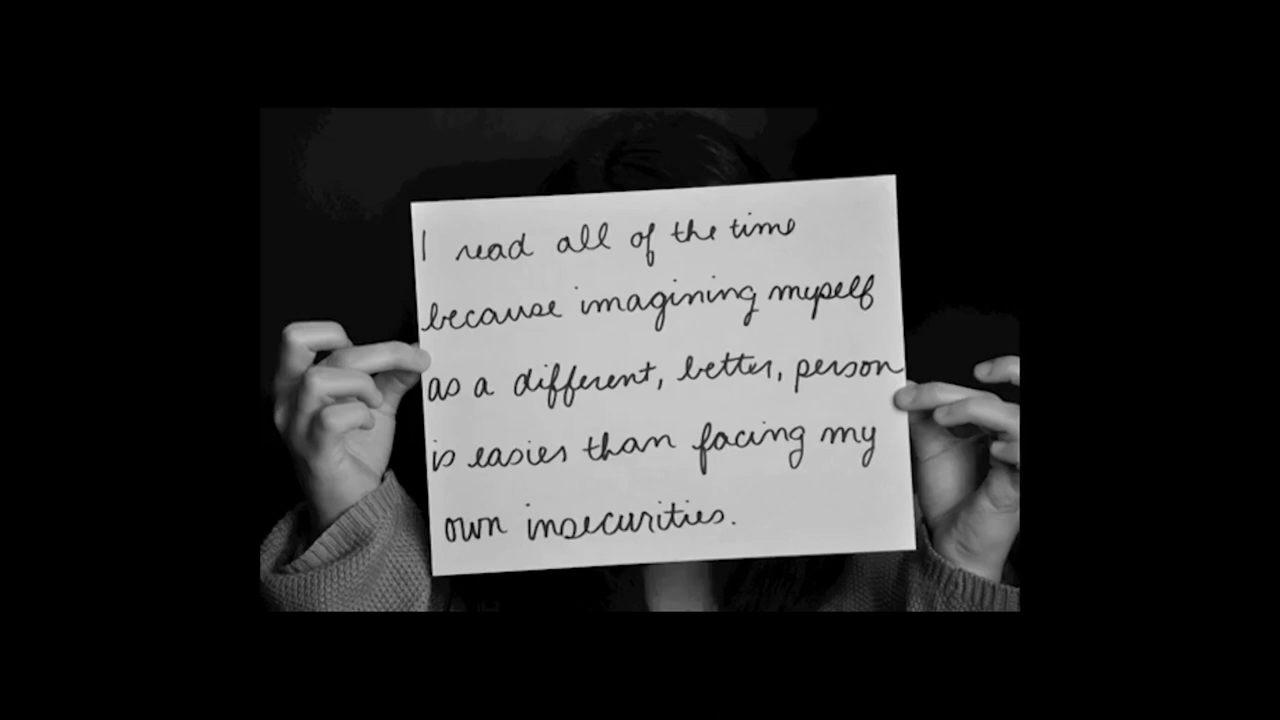 I read all of the time
because imagining myself
as a different, better, person
is easier than facing my
own insecurities.